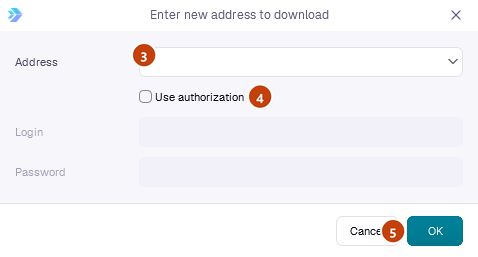 Enter new address to download
Address
3
Use authorization
4
Login
Password
Cance
5
OK